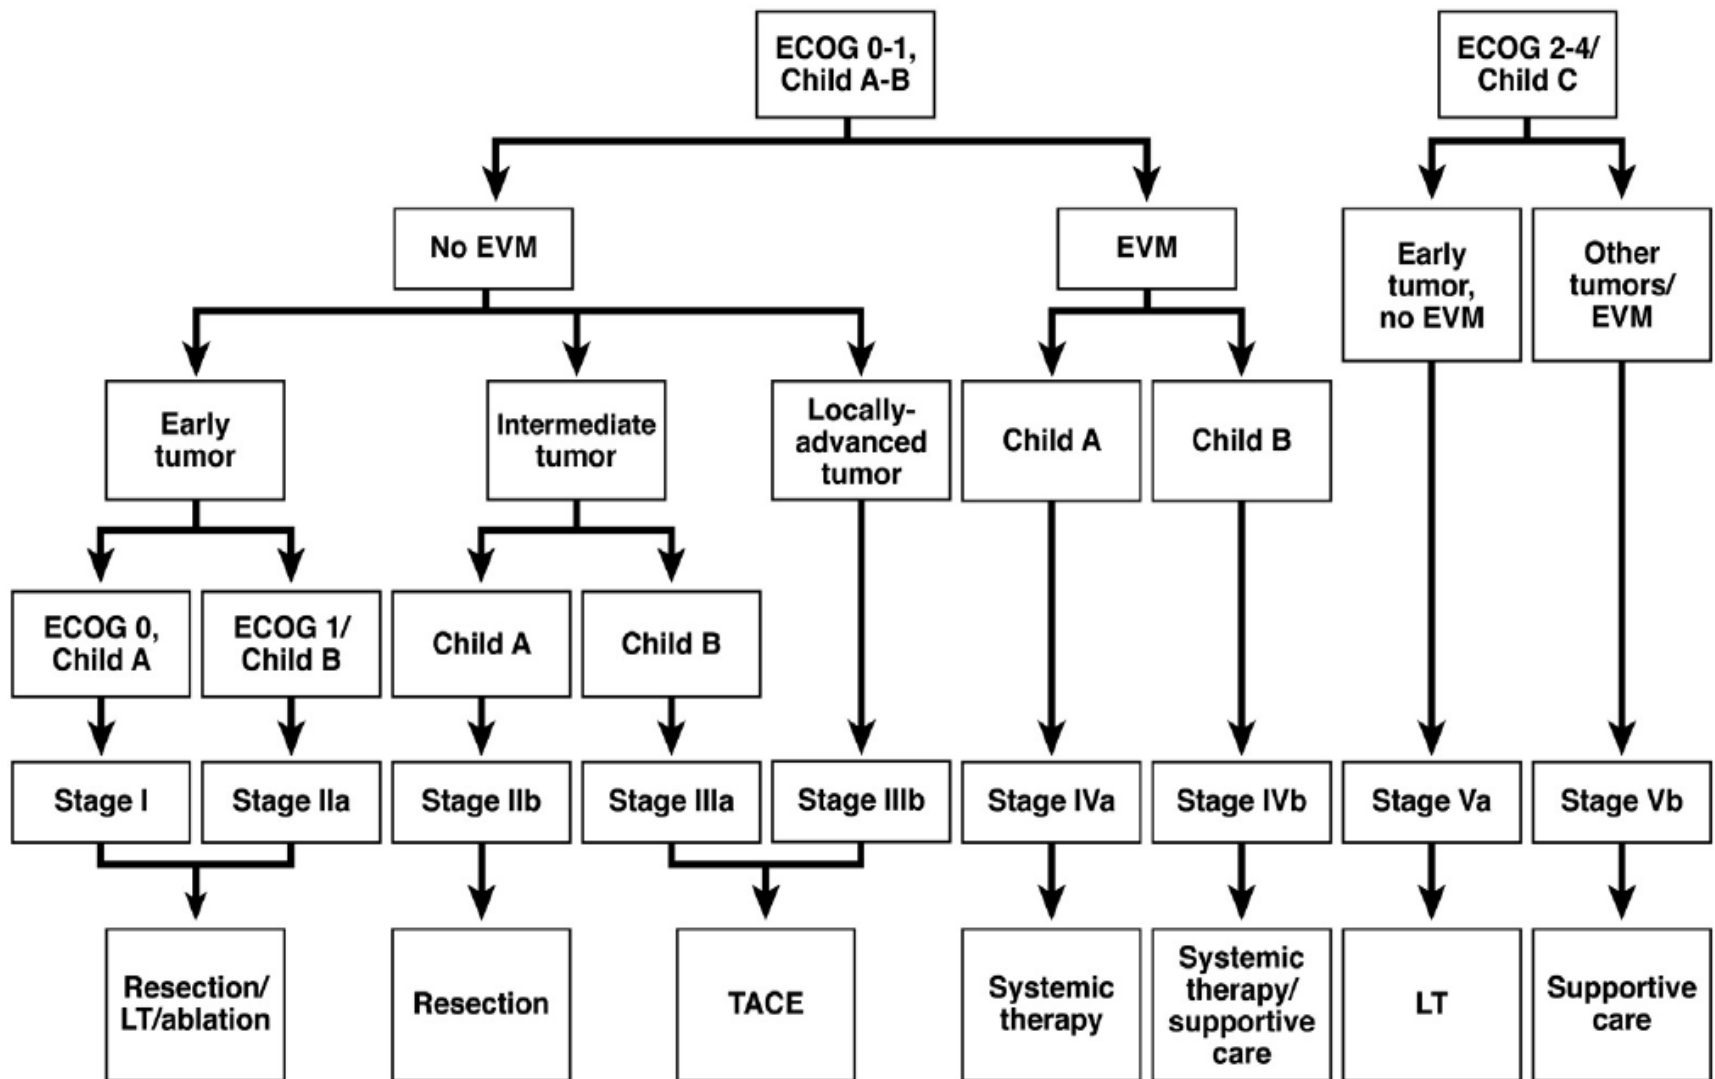 ECOG 0-1,
Child A-B
ECOG 2-4/
Child C
No EVM
EVM
Early
tumor,
no EVM
Other
tumors/
EVM
Early
tumor
Intermediate
tumor
Locally-
advanced
tumor
Child A
Child B
ECOG 0,
Child A
ECOG 1/
Child B
Child A
Child B
Stage I
Stage IIa
Stage IIb
Stage IIIa
Stage IIIb
Stage IVa
Stage IVb
Stage Va
Stage Vb
Resection/
LT/ablation
Resection
TACE
Systemic
therapy
Systemic
therapy/
supportive
care
LT
Supportive
care